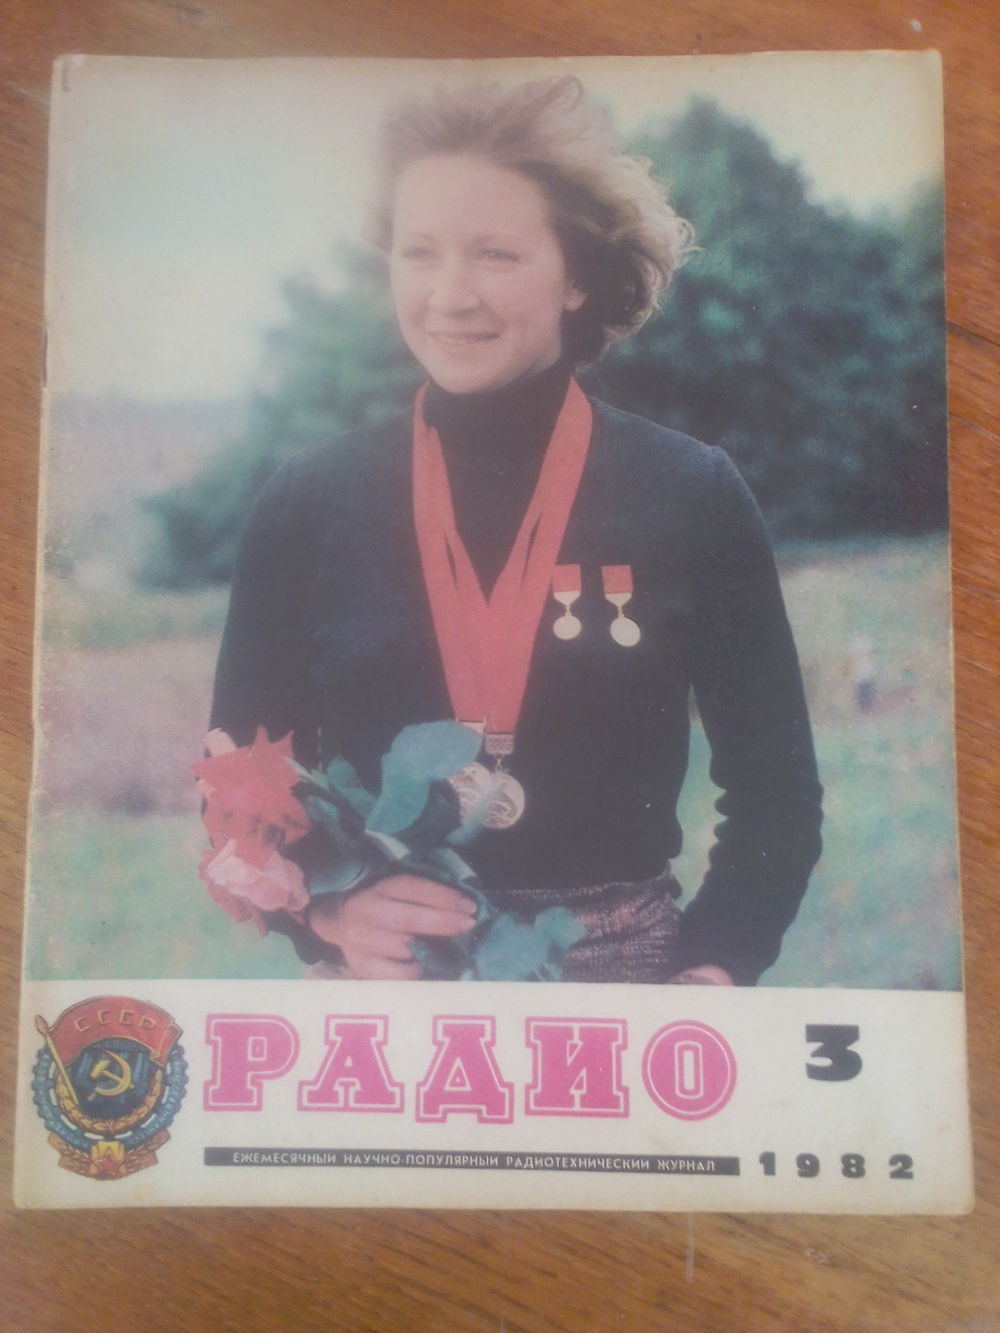 СССР
РАДИО
3
ЕЖЕМЕСЯЧНЫЙ НАУЧНО-ПОПУЛЯРНЫЙ РАДИОТЕХНИЧЕСКИЙ ЖУРНАЛ
1982